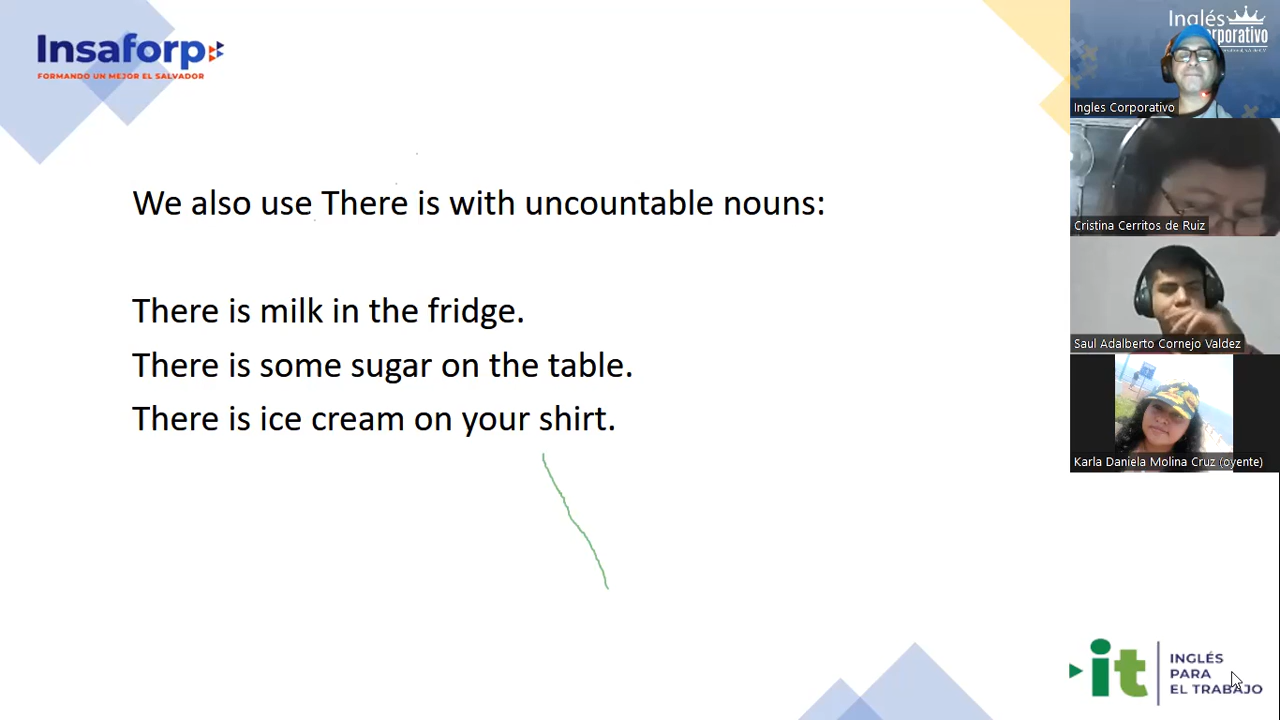 Insaforp
FORMANDO UN MEJOR EL SALVADOR
We also use There is with uncountable nouns:
There is milk in the fridge.
There is some sugar on the table.
There is ice cream on your shirt.
Inglés
Ingles Corporativo
Cristina Cerritos de Ruiz
Saul Adalberto Cornejo Valdez
Karla Daniela Molina Cruz (oyente)
it
INGLÉS
PARA
EL TRABAJO